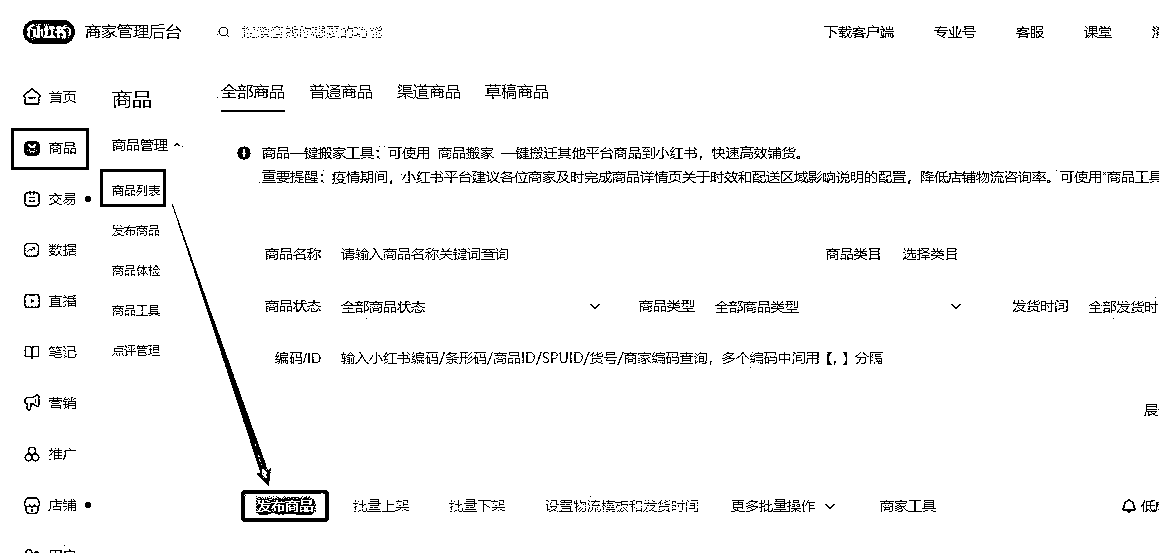 小红书 商家管理后台 下载客户端 专业号 客服 课堂
首页 商品 全部商品 普通商品 渠道商品 草稿商品
商品 商品管理
商品一键搬家工具：可使用 商品搬家 一键搬迁其他平台商品到小红书，快速高效铺货。
重要提醒：疫情期间，小红书平台建议各位商家及时完成商品详情页关于时效和配送区域影响说明的配置，降低店铺物流咨询率。可使用"商品工具
商品列表
交易
发布商品
数据 商品名称 请输入商品名称关键词查询 商品类目 选择类目
商品体检
直播 商品工具 商品状态 全部商品状态 商品类型 全部商品类型 发货时间 全部发货时
笔记 点评管理 编码/ID 输入小红书编码/条形码/商品ID/SPUID/货号/商家编码查询，多个编码中间用【，】分隔
营销 展
推广
店铺 发布商品 批量上架 批量下架 设置物流模板和发货时间 更多批量操作 商家工具 低